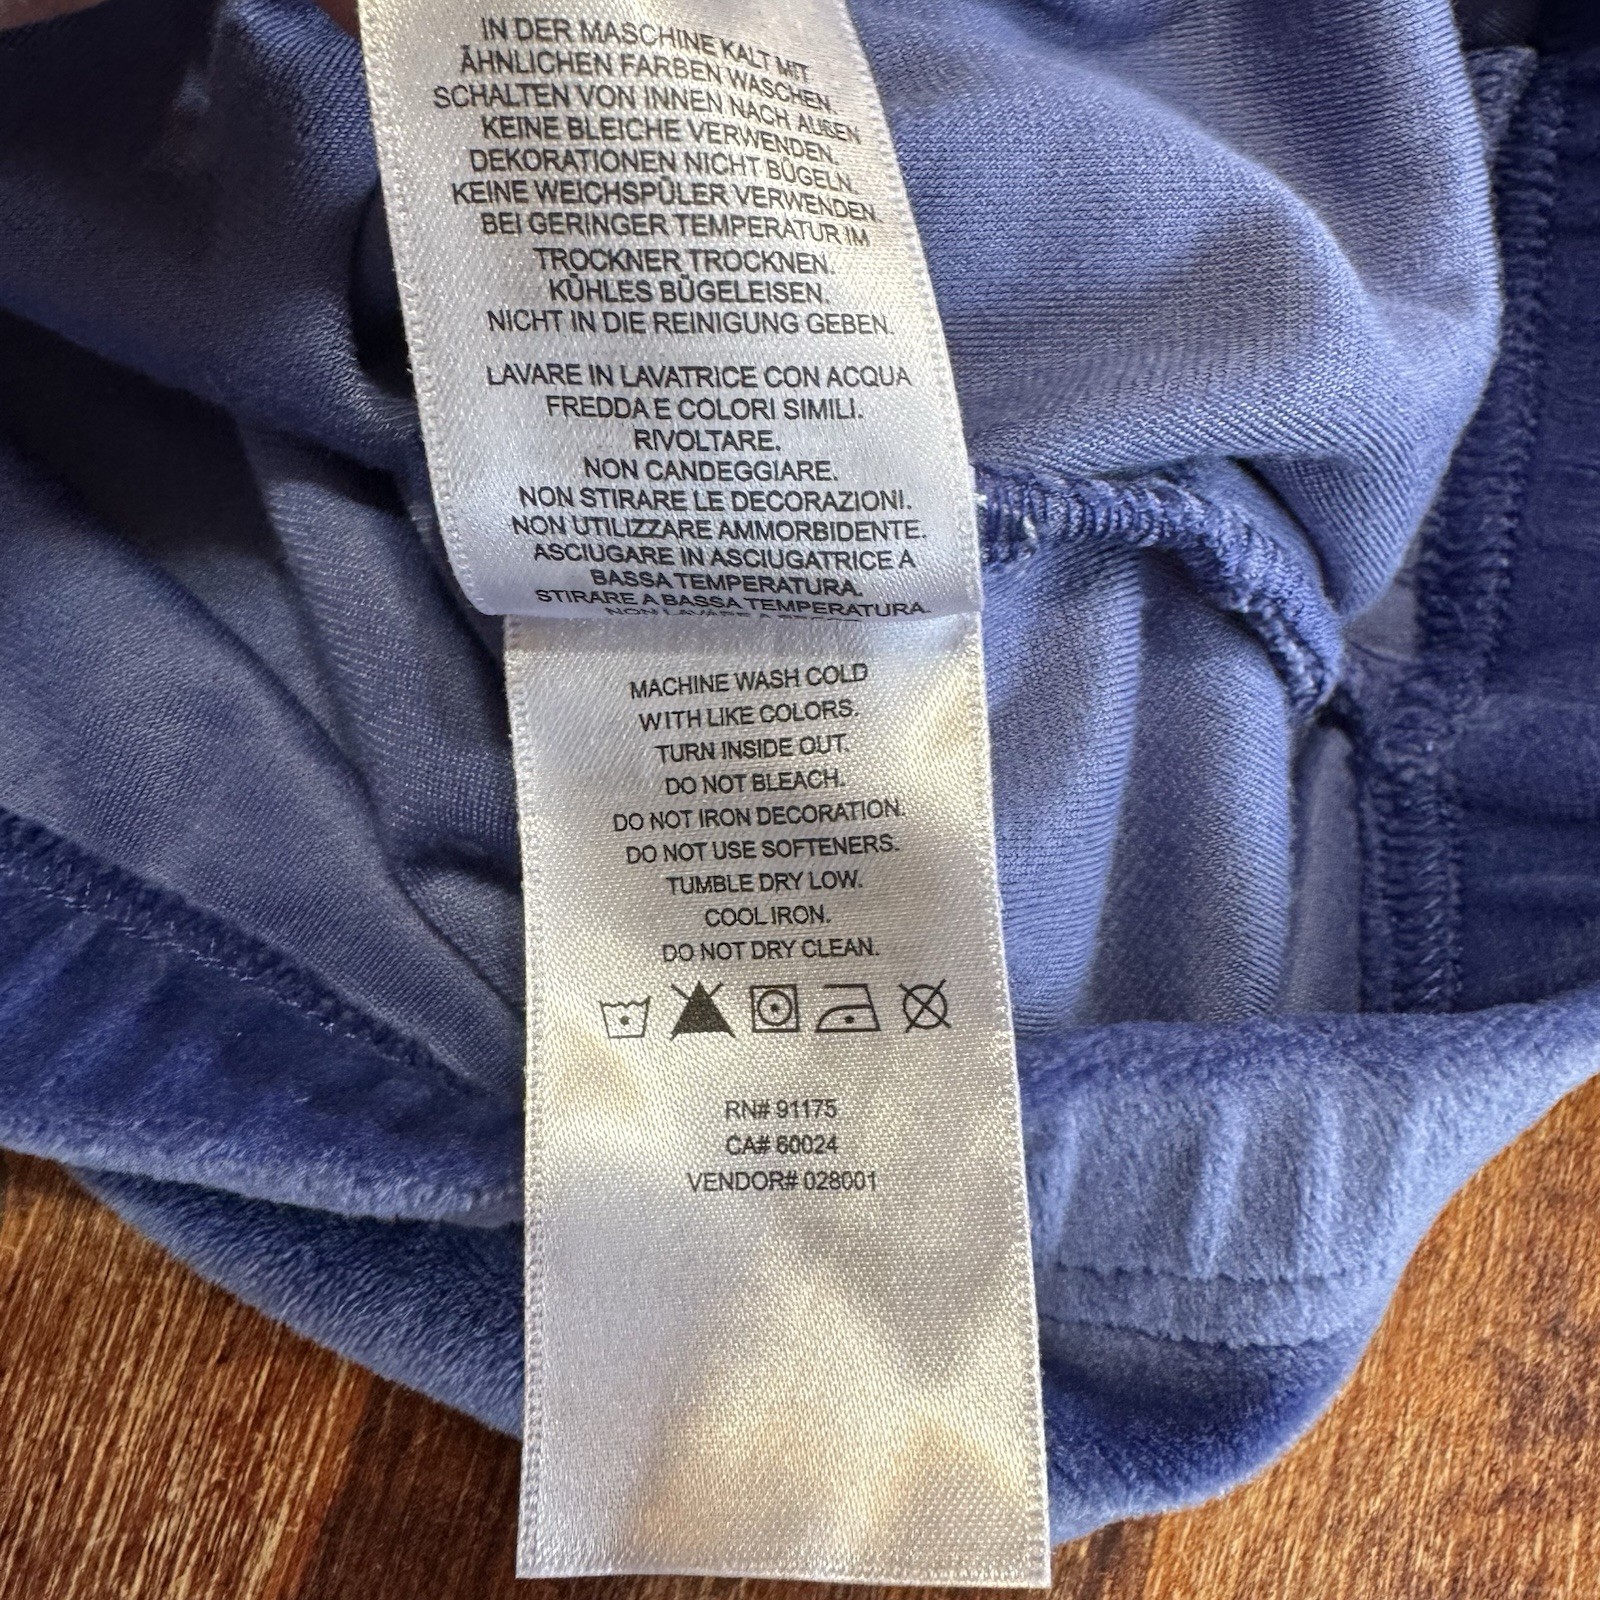 IN DER MASCHINE KALT MIT
ÄHNLICHEN FARBEN WASCHEN.
SCHALTEN VON INNEN NACH AUßEN
KEINE BLEICHE VERWENDEN.
DEKORATIONEN NICHT BÜGELN.
KEINE WEICHSPÜLER VERWENDEN.
BEI GERINGER TEMPERATUR IM
TROCKNER TROCKNEN.
KÜHLES BÜGELEISEN.
NICHT IN DIE REINIGUNG GEBEN.
LAVARE IN LAVATRICE CON ACQUA
FREDDA E COLORI SIMILI.
RIVOLTARE.
NON CANDEGGIARE.
NON STIRARE LE DECORAZIONI.
NON UTILIZZARE AMMORBIDENTE.
ASCIUGARE IN ASCIUGATRICE A
BASSA TEMPERATURA.
STIRARE A BASSA TEMPERATURA.
NON LAVARE A SECCO
MACHINE WASH COLD
WITH LIKE COLORS.
TURN INSIDE OUT.
DO NOT BLEACH.
DO NOT IRON DECORATION.
DO NOT USE SOFTENERS.
TUMBLE DRY LOW.
COOL IRON.
DO NOT DRY CLEAN.
RN# 91175
CA# 60024
VENDOR# 028001